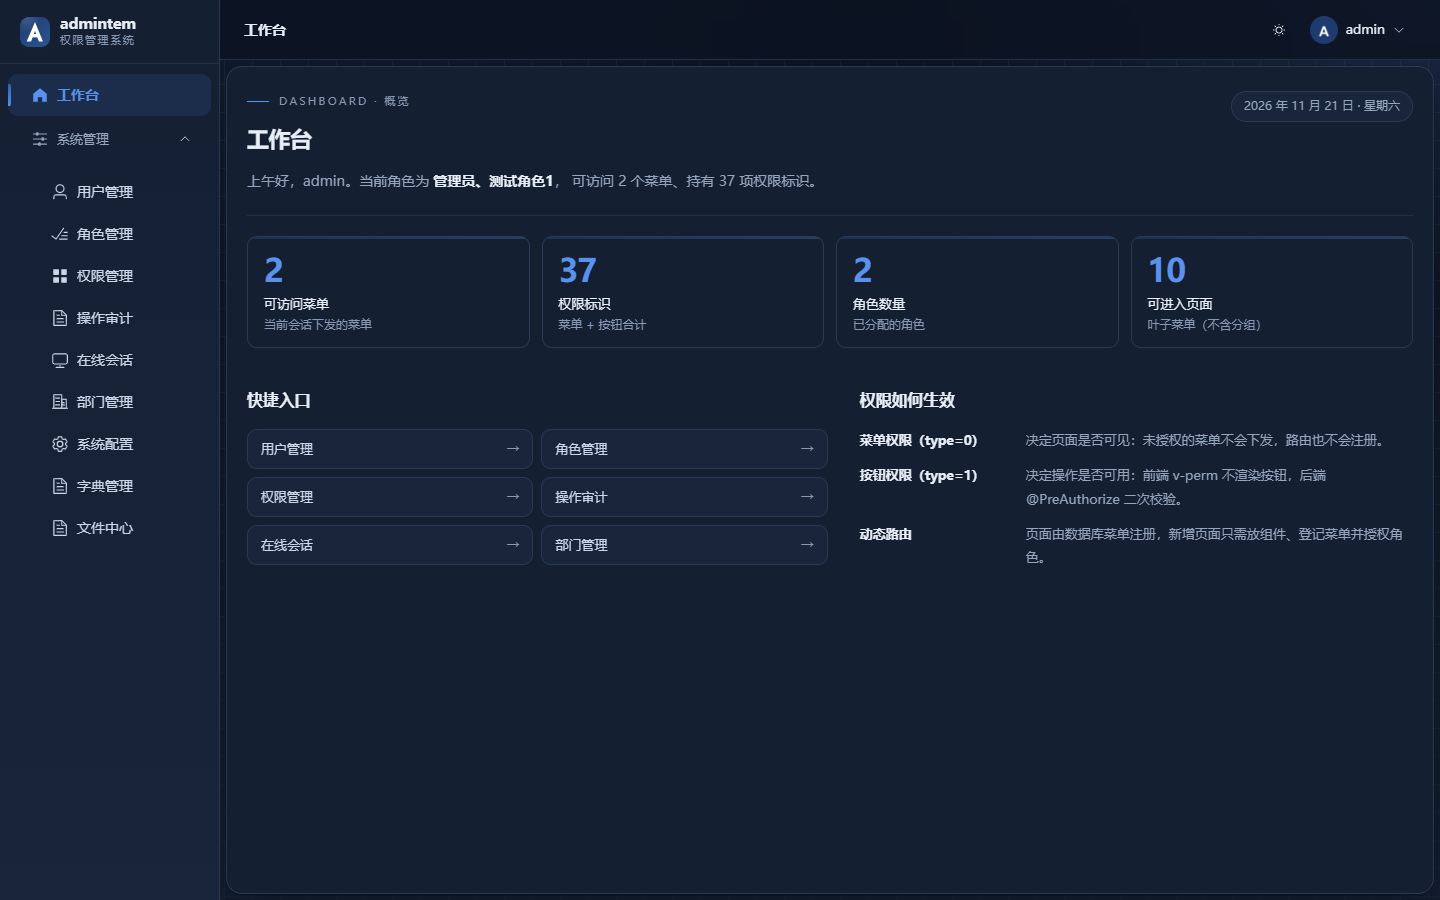 admintem
权限管理系统
工作台
系统管理
用户管理
角色管理
权限管理
操作审计
在线会话
部门管理
系统配置
字典管理
文件中心
工作台
A admin
DASHBOARD · 概览
2026 年 11 月 21 日 · 星期六
工作台
上午好，admin。当前角色为 管理员、测试角色1， 可访问 2 个菜单、持有 37 项权限标识。
2
可访问菜单
当前会话下发的菜单
37
权限标识
菜单 + 按钮合计
2
角色数量
已分配的角色
10
可进入页面
叶子菜单（不含分组）
快捷入口
用户管理 →
角色管理 →
权限管理 →
操作审计 →
在线会话 →
部门管理 →
权限如何生效
菜单权限（type=0）
决定页面是否可见：未授权的菜单不会下发，路由也不会注册。
按钮权限（type=1）
决定操作是否可用：前端 v-perm 不渲染按钮，后端
@PreAuthorize 二次校验。
动态路由
页面由数据库菜单注册，新增页面只需放组件、登记菜单并授权角
色。